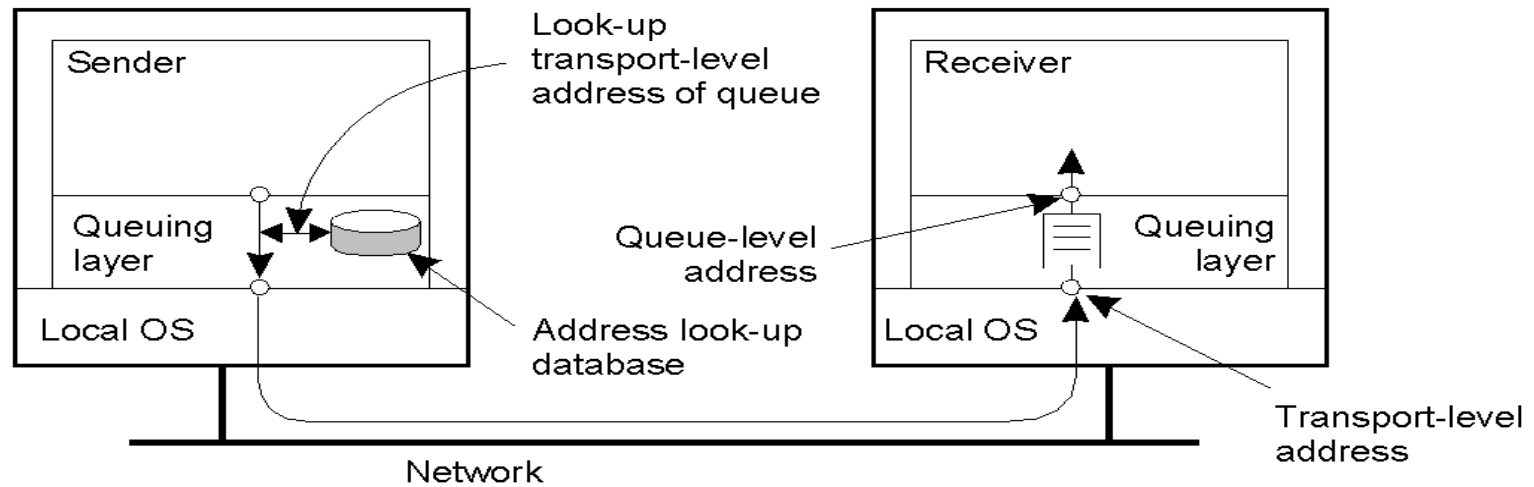 Look-up
transport-level
address of queue
Sender
Receiver
Queuing
layer
Queue-level
address
Queuing
layer
Local OS
Address look-up
database
Local OS
Transport-level
address
Network